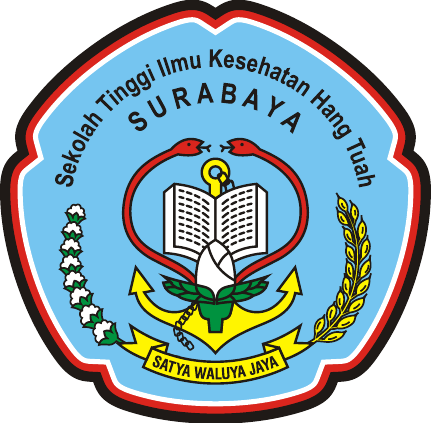 Sekolah Tinggi Ilmu Kesehatan Hang Tuah
SURABAYA
SATYA WALUYA JAYA